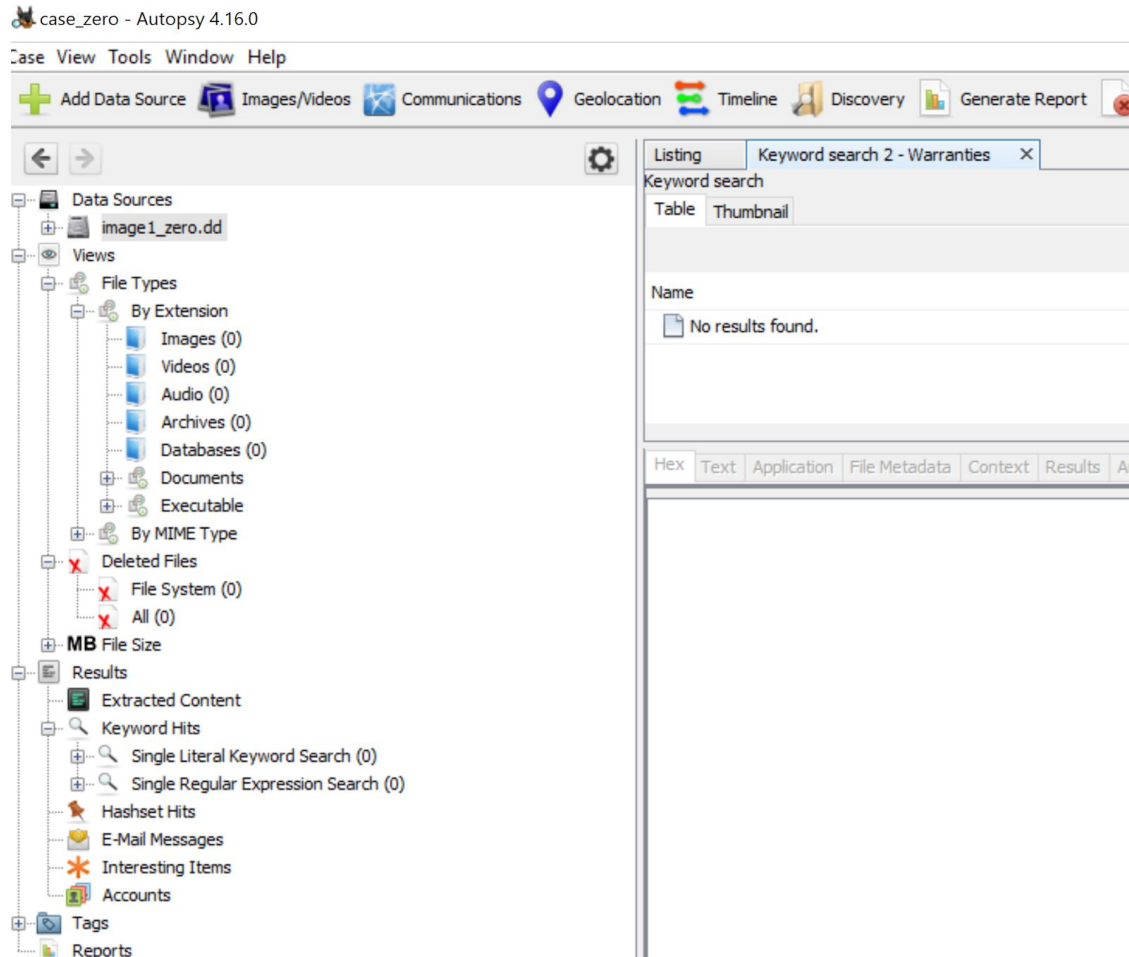 case_zero - Autopsy 4.16.0
Case View Tools Window Help
Add Data Source Images/Videos Communications Geolocation Timeline Discovery Generate Report
Listing Keyword search 2 - Warranties
Keyword search
Table Thumbnail
Name
No results found.
Hex Text Application File Metadata Context Results
Data Sources
image1_zero.dd
Views
File Types
By Extension
Images (0)
Videos (0)
Audio (0)
Archives (0)
Databases (0)
Documents
Executable
By MIME Type
Deleted Files
File System (0)
All (0)
MB File Size
Results
Extracted Content
Keyword Hits
Single Literal Keyword Search (0)
Single Regular Expression Search (0)
Hashset Hits
E-Mail Messages
Interesting Items
Accounts
Tags
Reports